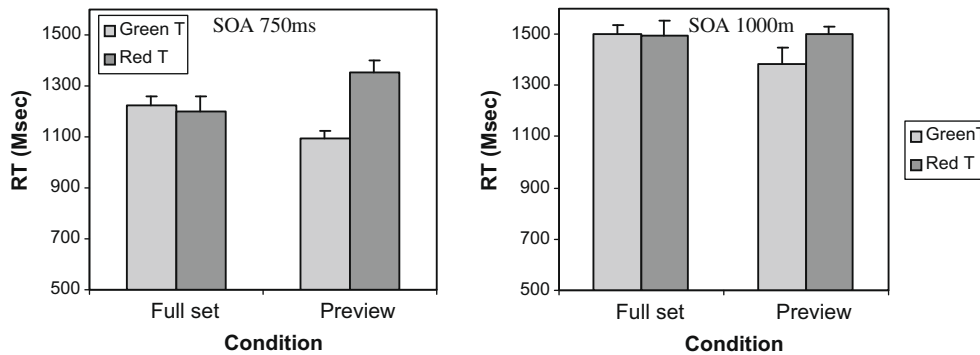 SOA 750ms
Green T
Red T
RT (Msec)
1500
1300
1100
900
700
500
Full set
Preview
Condition
SOA 1000m
RT (Msec)
1500
1300
1100
900
700
500
Full set
Preview
Condition
GreenT
Red T